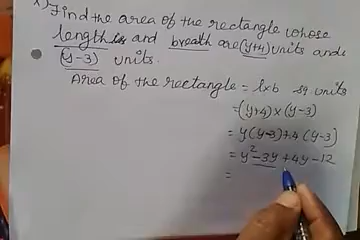 Find the area of the rectangle whose
length is and breath are (y+4) units and
(y-3) units.
Area of the rectangle = l×b sq units
= (y+4) × (y-3)
= y(y-3)+4(y-3)
= y² -3y +4y -12
=